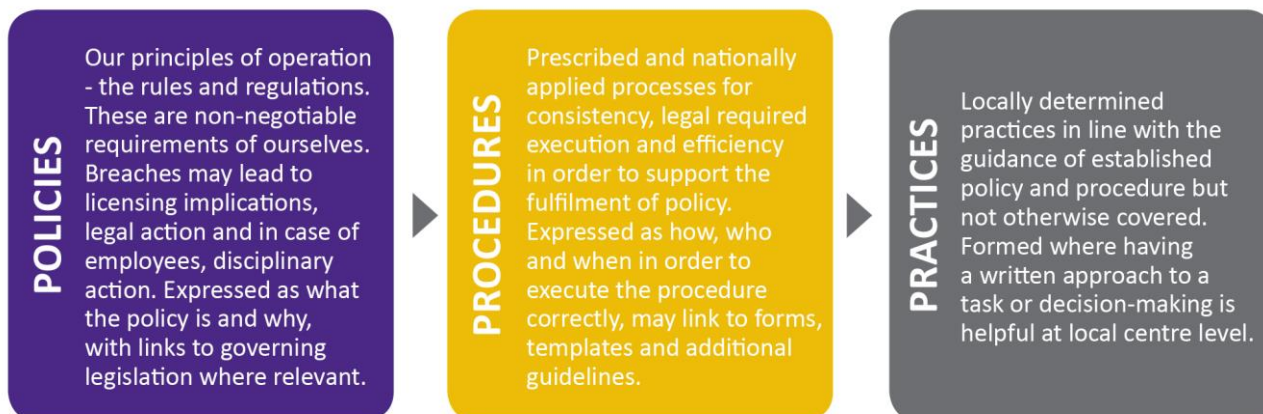 POLICIES
Our principles of operation
- the rules and regulations.
These are non-negotiable
requirements of ourselves.
Breaches may lead to
licensing implications,
legal action and in case of
employees, disciplinary
action. Expressed as what
the policy is and why,
with links to governing
legislation where relevant.
PROCEDURES
Prescribed and nationally
applied processes for
consistency, legal required
execution and efficiency
in order to support the
fulfilment of policy.
Expressed as how, who
and when in order to
execute the procedure
correctly, may link to forms,
templates and additional
guidelines.
PRACTICES
Locally determined
practices in line with the
guidance of established
policy and procedure but
not otherwise covered.
Formed where having
a written approach to a
task or decision-making is
helpful at local centre level.